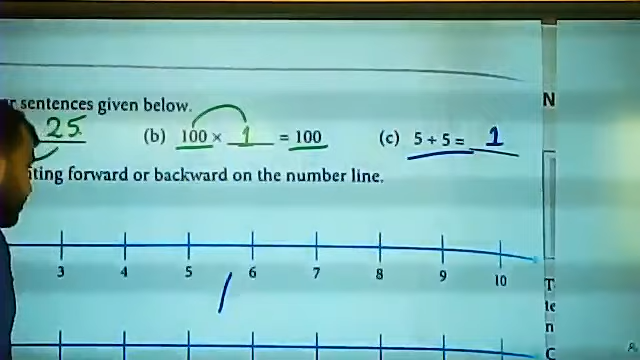 r sentences given below. N
25 (b) 100 × 1 = 100 (c) 5 ÷ 5 = 1
iting forward or backward on the number line.
3 4 5 6 7 8 9 10
/
T
te
n
C